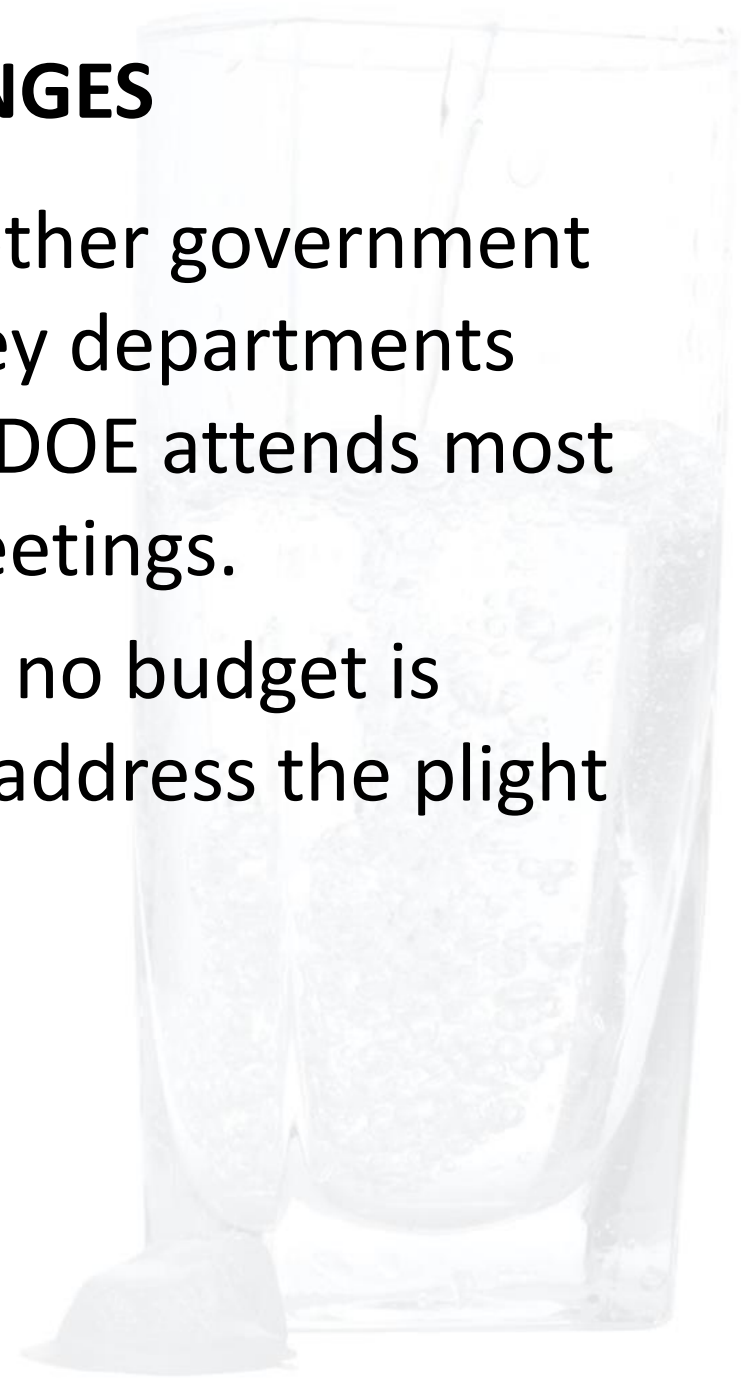 NGES
ther government
ey departments
DOE attends most
eetings.
no budget is
address the plight